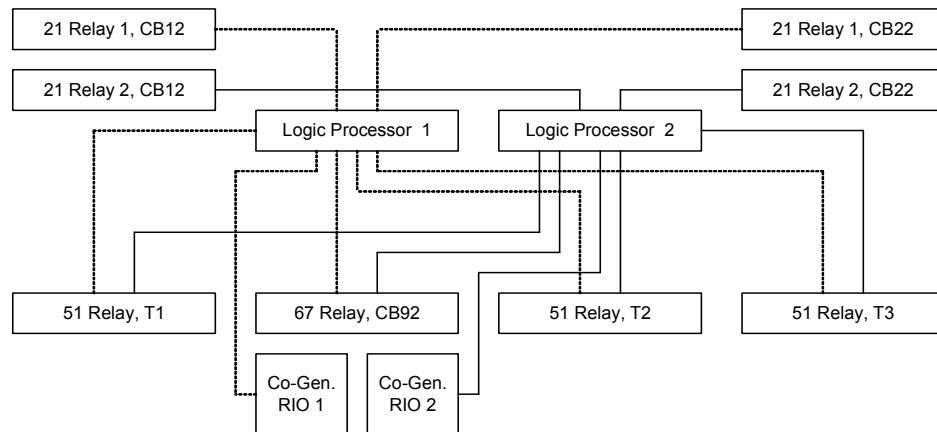 21 Relay 1, CB12
21 Relay 1, CB22
21 Relay 2, CB12
21 Relay 2, CB22
Logic Processor 1
Logic Processor 2
51 Relay, T1
67 Relay, CB92
51 Relay, T2
51 Relay, T3
Co-Gen.
RIO 1
Co-Gen.
RIO 2